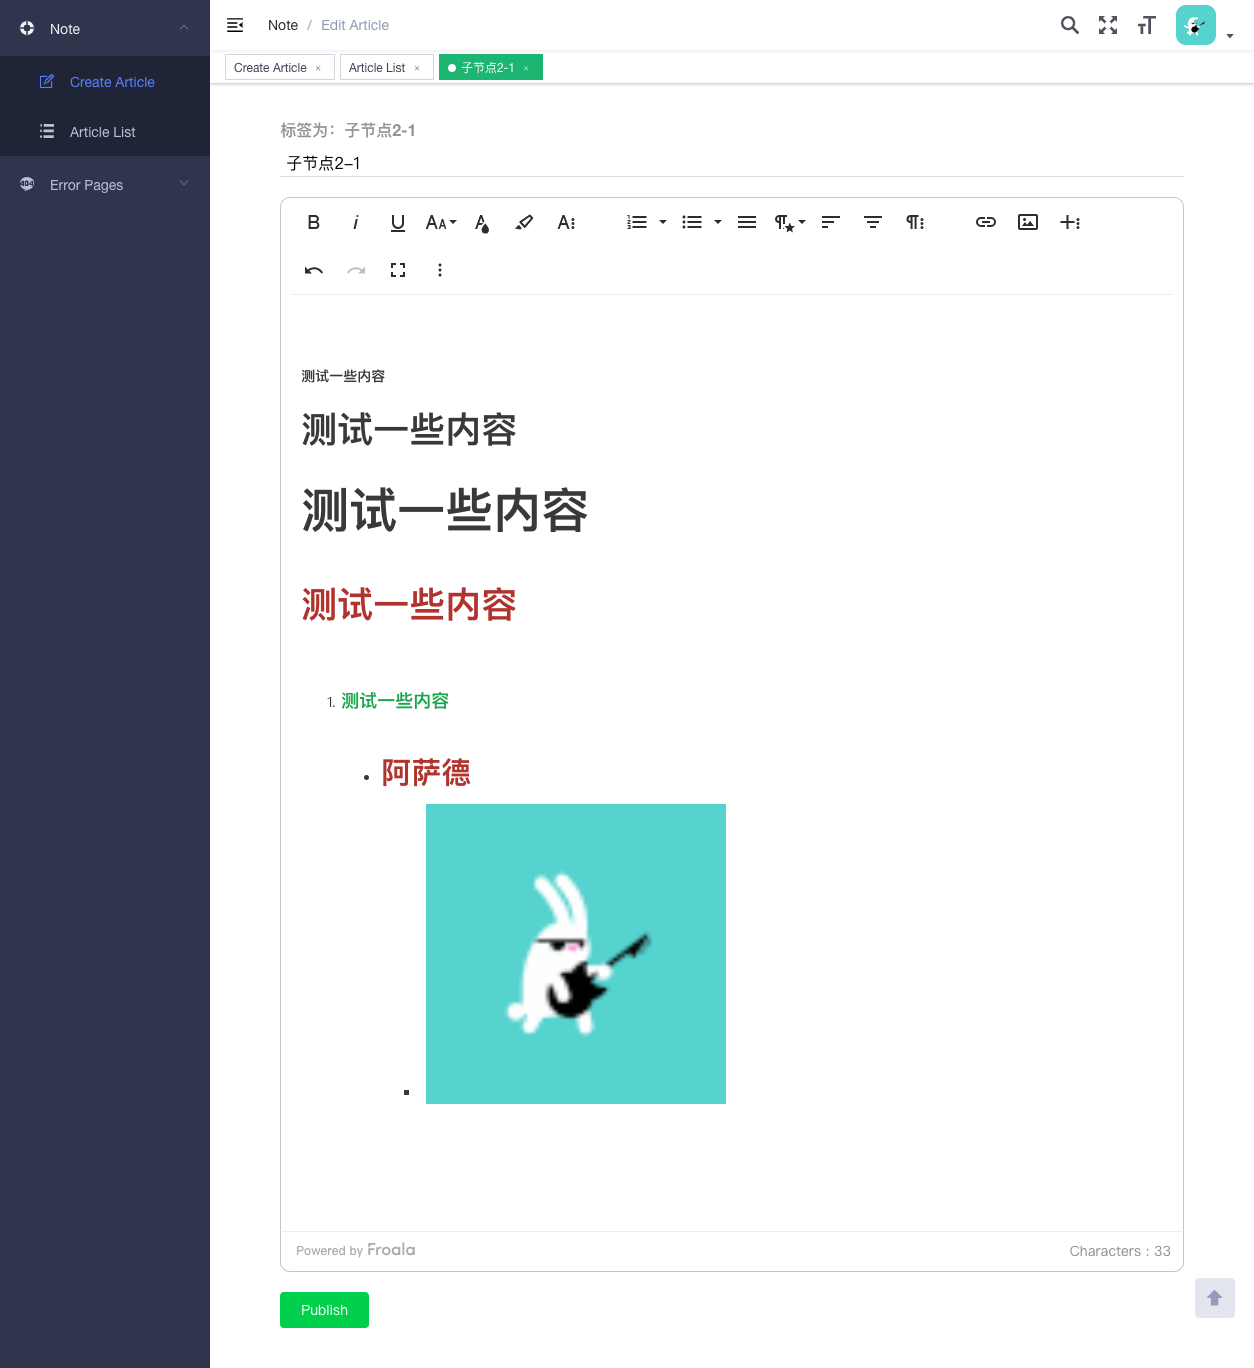 Note
Create Article
Article List
Error Pages
Note / Edit Article
Create Article ×
Article List ×
子节点2-1 ×
标签为：子节点2-1
子节点2-1
测试一些内容
测试一些内容
测试一些内容
测试一些内容
1. 测试一些内容
• 阿萨德
Powered by Froala
Characters : 33
Publish